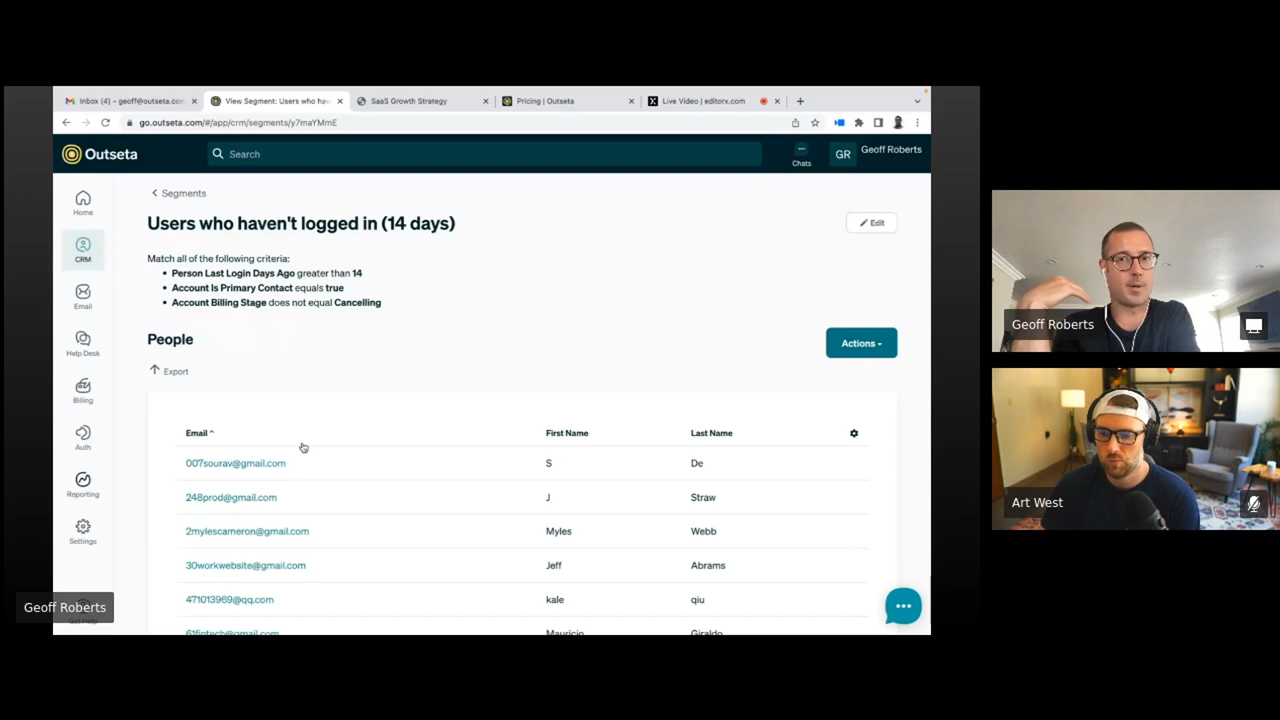 Inbox (4) - geoff@outseta.co
View Segment: Users who hav
SaaS Growth Strategy
Pricing | Outseta
Live Video | editorx.com
go.outseta.com/#/app/crm/segments/y7maYMmE
Outseta
Search
Chats
GR
Geoff Roberts
Home
CRM
Email
Help Desk
Billing
Auth
Reporting
Settings
Segments
Users who haven't logged in (14 days)
Edit
Match all of the following criteria:
• Person Last Login Days Ago greater than 14
• Account Is Primary Contact equals true
• Account Billing Stage does not equal Cancelling
People
Actions
Export
Email First Name Last Name
007sourav@gmail.com S De
248prod@gmail.com J Straw
2mylescameron@gmail.com Myles Webb
30workwebsite@gmail.com Jeff Abrams
471013969@qq.com kale qiu
61fintech@gmail.com Mauricio Giraldo
Geoff Roberts
Geoff Roberts
Art West